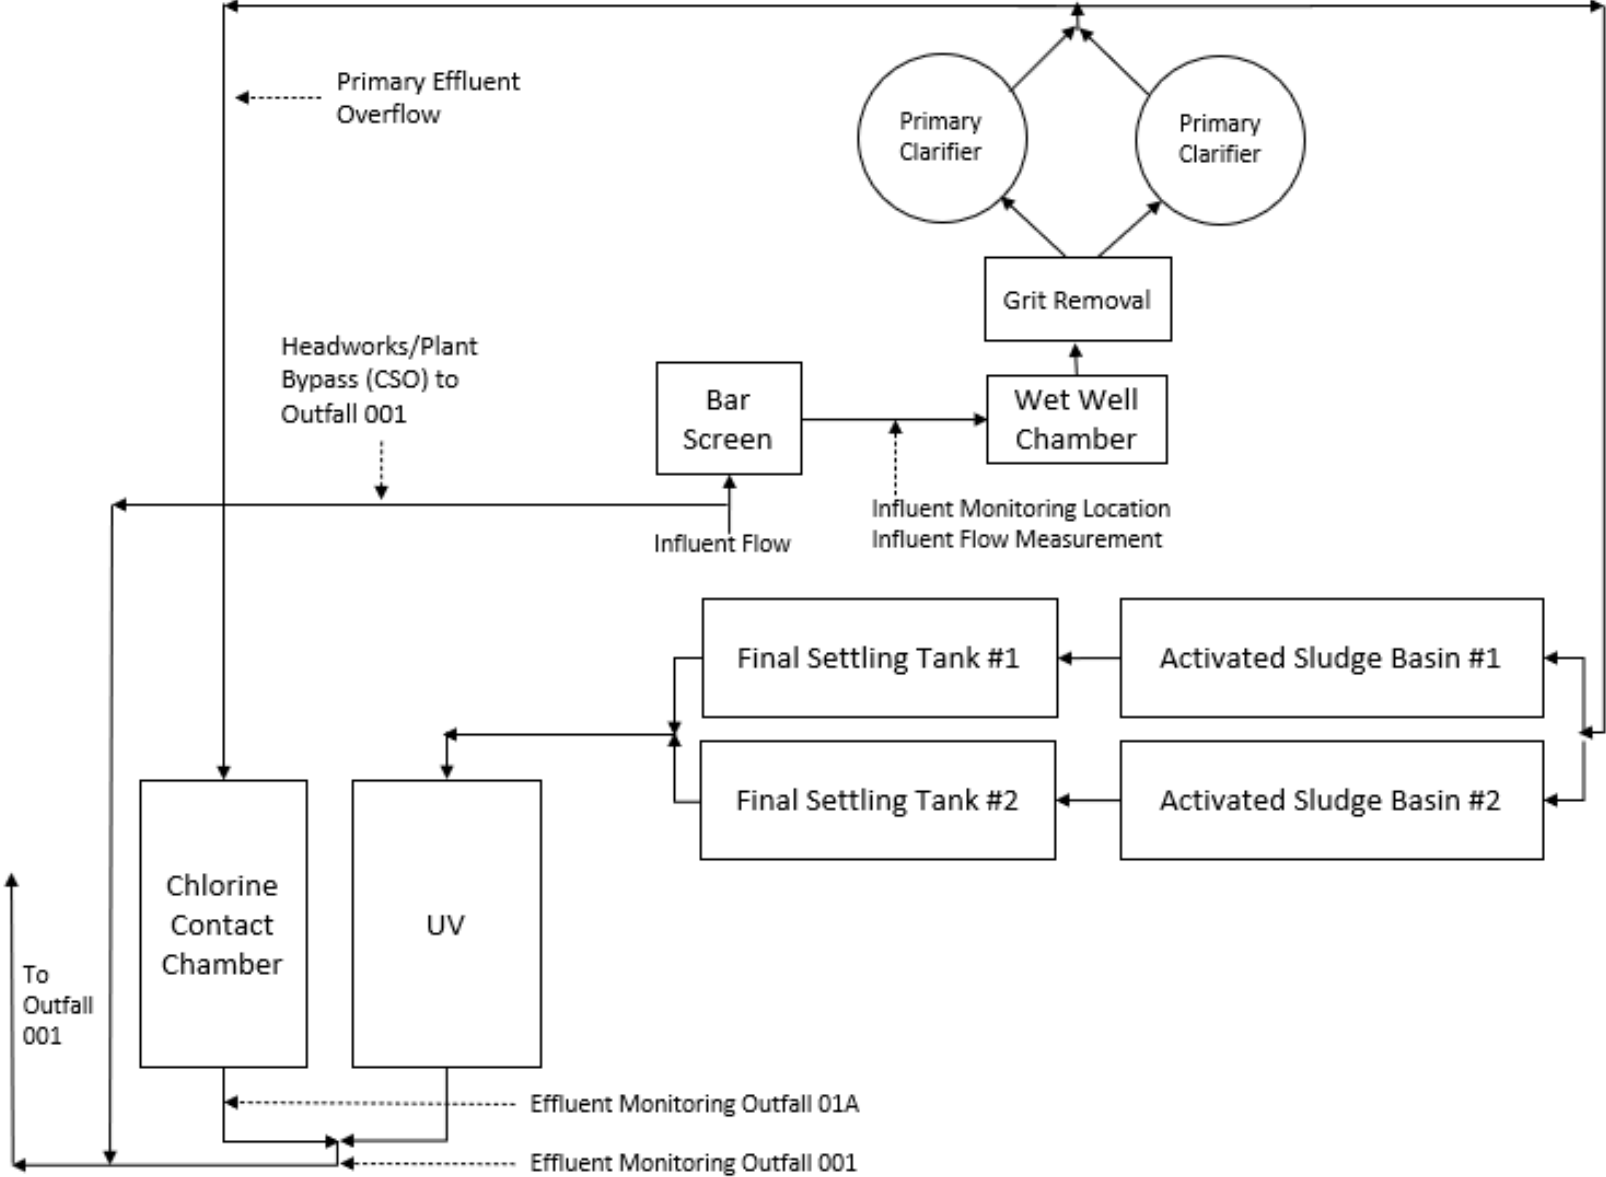 Primary Effluent
Overflow
Primary
Clarifier
Primary
Clarifier
Grit Removal
Headworks/Plant
Bypass (CSO) to
Outfall 001
Bar
Screen
Wet Well
Chamber
Influent Flow
Influent Monitoring Location
Influent Flow Measurement
Final Settling Tank #1
Activated Sludge Basin #1
Final Settling Tank #2
Activated Sludge Basin #2
Chlorine
Contact
Chamber
UV
To
Outfall
001
Effluent Monitoring Outfall 01A
Effluent Monitoring Outfall 001